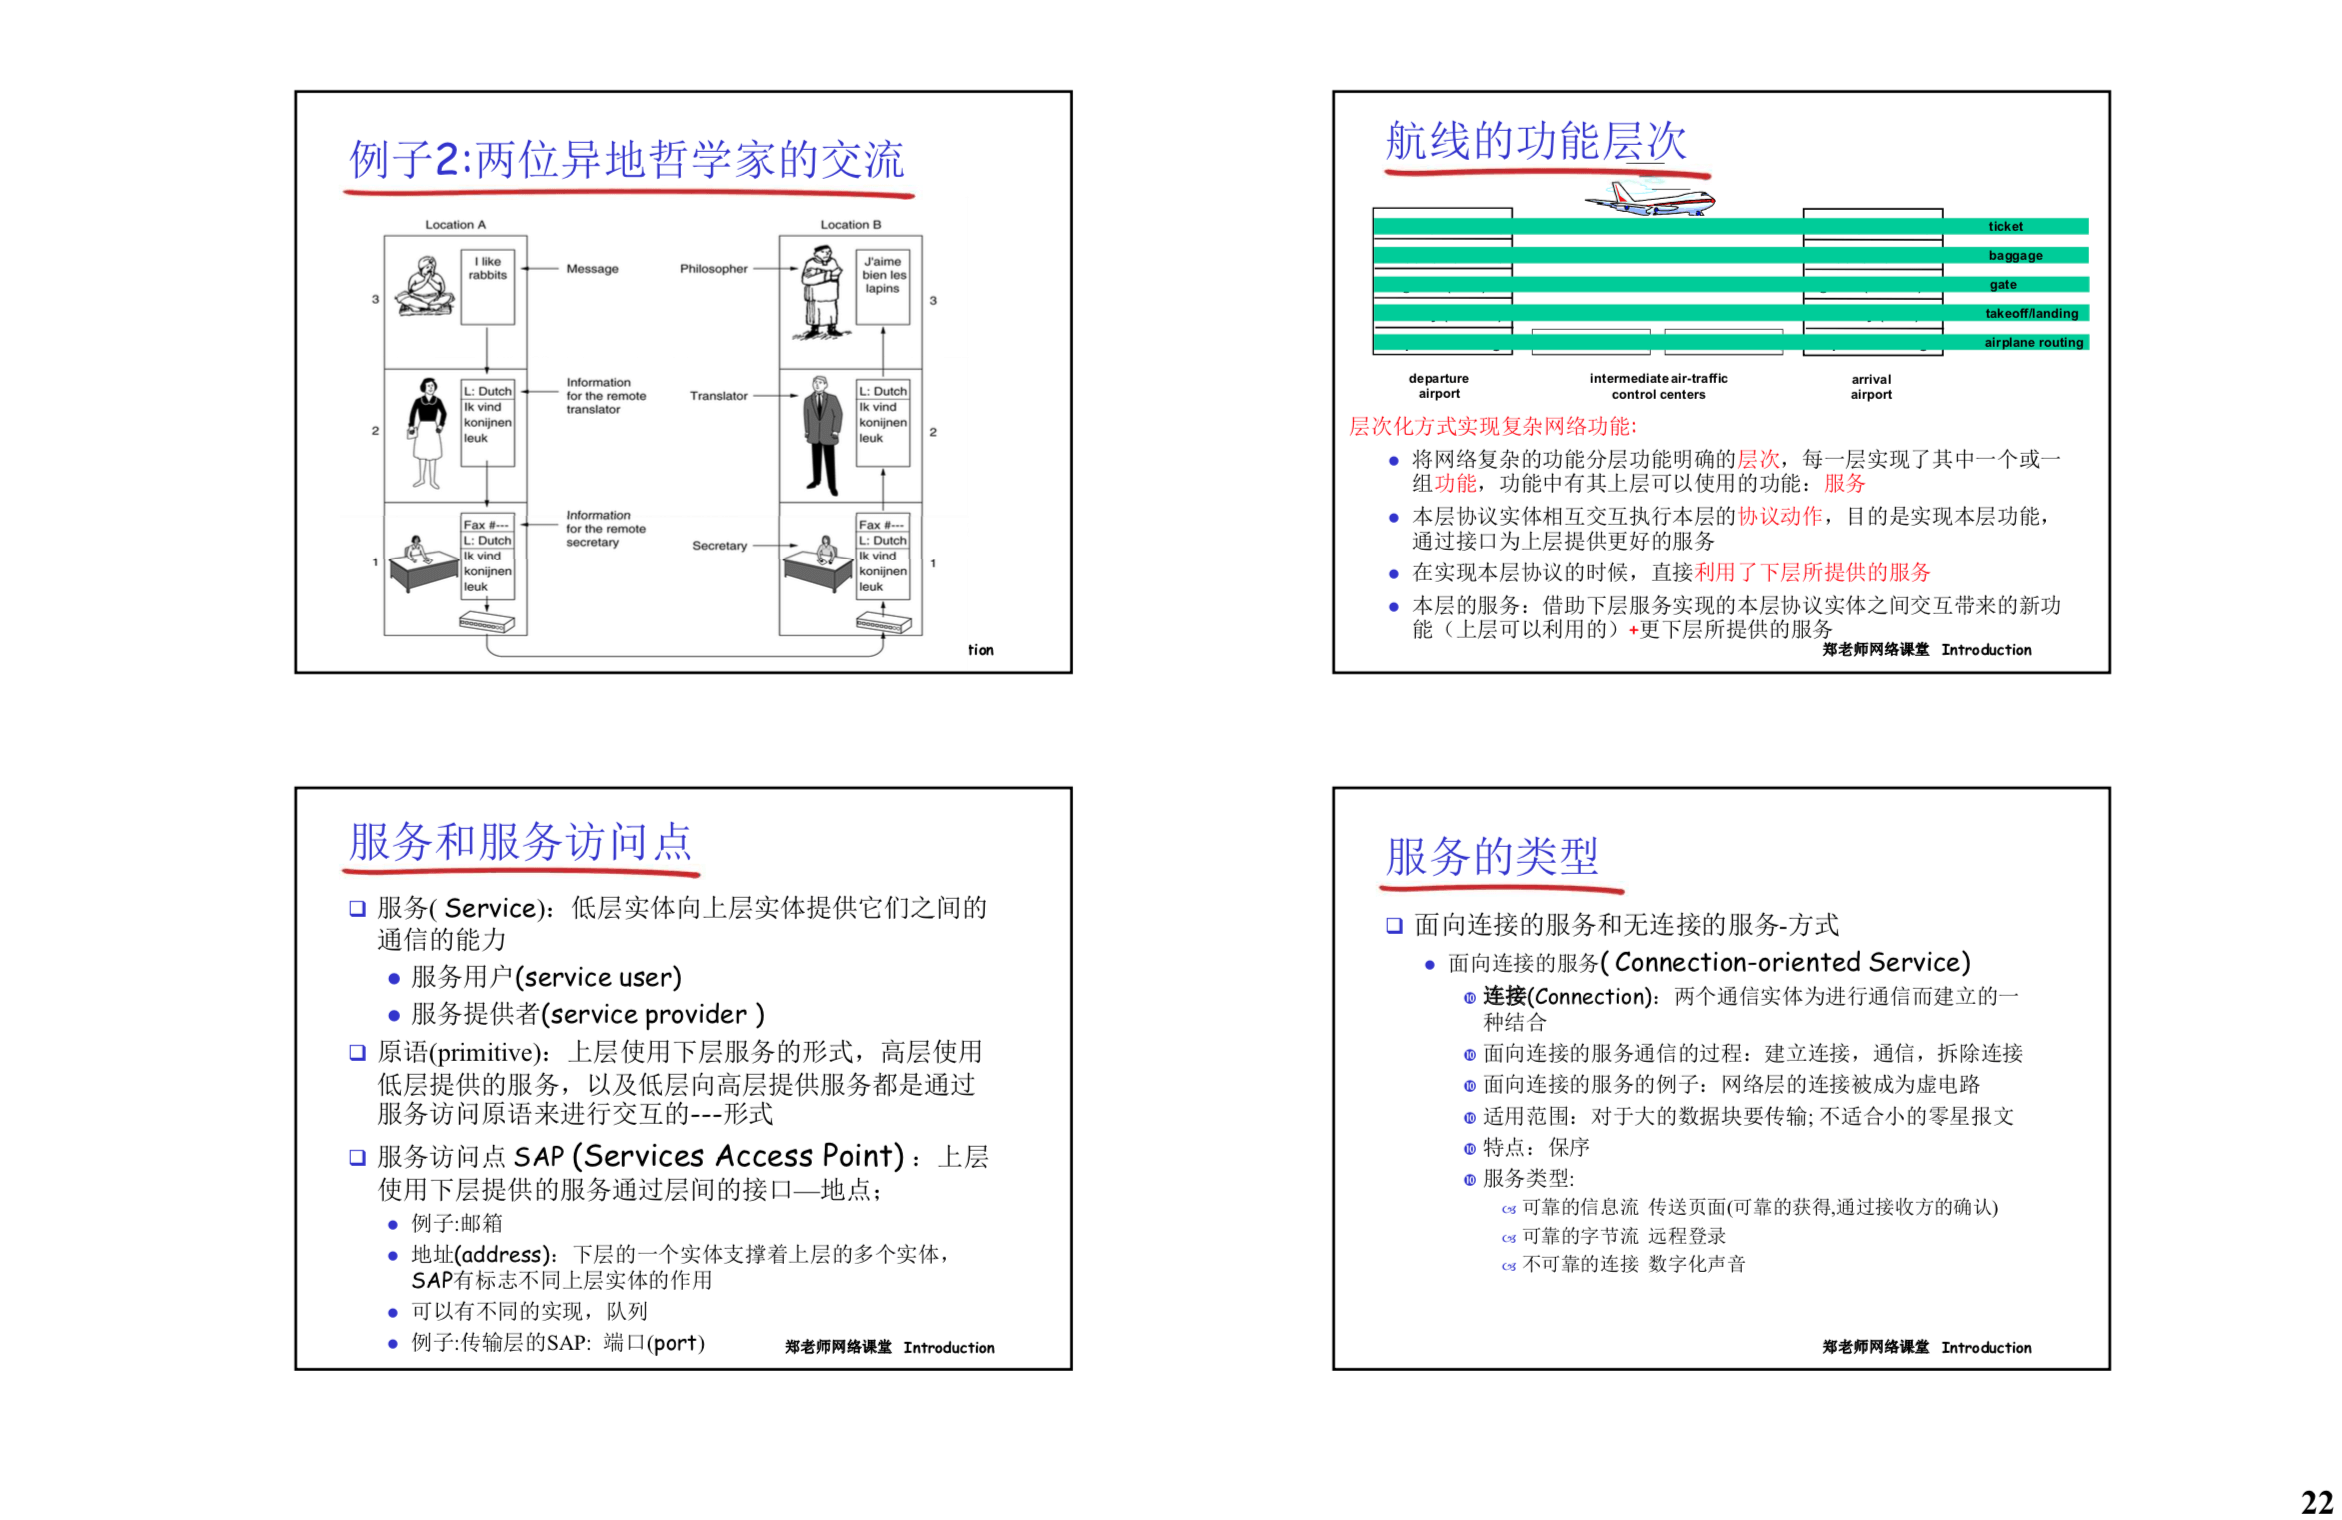 例子2:两位异地哲学家的交流
Location A
Location B
I like
rabbits
Message
Philosopher
J'aime
bien les
lapins
3
3
L: Dutch
Ik vind
konijnen
leuk
Information
for the remote
translator
Translator
L: Dutch
Ik vind
konijnen
leuk
2
2
Fax #---
L: Dutch
Ik vind
konijnen
leuk
Information
for the remote
secretary
Secretary
Fax #---
L: Dutch
Ik vind
konijnen
leuk
1
1
tion
航线的功能层次
ticket
baggage
gate
takeoff/landing
airplane routing
departure
airport
intermediate air-traffic
control centers
arrival
airport
层次化方式实现复杂网络功能:
将网络复杂的功能分层功能明确的层次，每一层实现了其中一个或一
组功能，功能中有其上层可以使用的功能：服务
本层协议实体相互交互执行本层的协议动作，目的是实现本层功能，
通过接口为上层提供更好的服务
在实现本层协议的时候，直接利用了下层所提供的服务
本层的服务：借助下层服务实现的本层协议实体之间交互带来的新功
能（上层可以利用的）+更下层所提供的服务
郑老师网络课堂 Introduction
服务和服务访问点
服务( Service)：低层实体向上层实体提供它们之间的
通信的能力
服务用户(service user)
服务提供者(service provider )
原语(primitive)：上层使用下层服务的形式，高层使用
低层提供的服务，以及低层向高层提供服务都是通过
服务访问原语来进行交互的---形式
服务访问点 SAP (Services Access Point) ：上层
使用下层提供的服务通过层间的接口—地点；
例子:邮箱
地址(address)：下层的一个实体支撑着上层的多个实体，
SAP有标志不同上层实体的作用
可以有不同的实现，队列
例子:传输层的SAP: 端口(port)
郑老师网络课堂 Introduction
服务的类型
面向连接的服务和无连接的服务-方式
面向连接的服务( Connection-oriented Service)
连接(Connection)：两个通信实体为进行通信而建立的一
种结合
面向连接的服务通信的过程：建立连接，通信，拆除连接
面向连接的服务的例子：网络层的连接被成为虚电路
适用范围：对于大的数据块要传输; 不适合小的零星报文
特点：保序
服务类型:
可靠的信息流 传送页面(可靠的获得,通过接收方的确认)
可靠的字节流 远程登录
不可靠的连接 数字化声音
郑老师网络课堂 Introduction
22